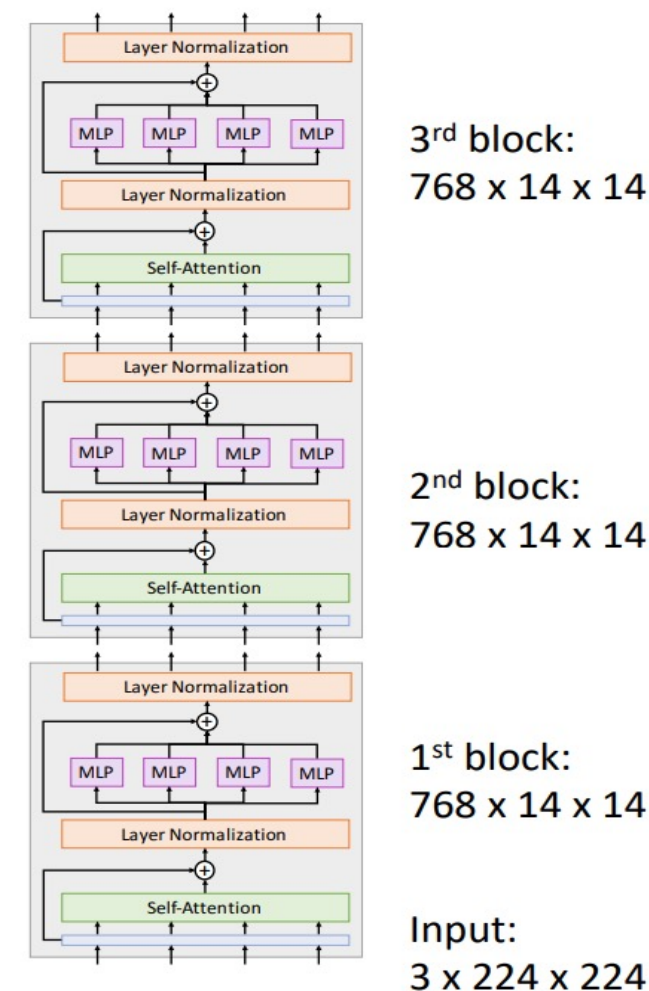 Layer Normalization
+
MLP MLP MLP MLP
Layer Normalization
+
Self-Attention
3rd block:
768 x 14 x 14
Layer Normalization
+
MLP MLP MLP MLP
Layer Normalization
+
Self-Attention
2nd block:
768 x 14 x 14
Layer Normalization
+
MLP MLP MLP MLP
Layer Normalization
+
Self-Attention
1st block:
768 x 14 x 14
Input:
3 x 224 x 224